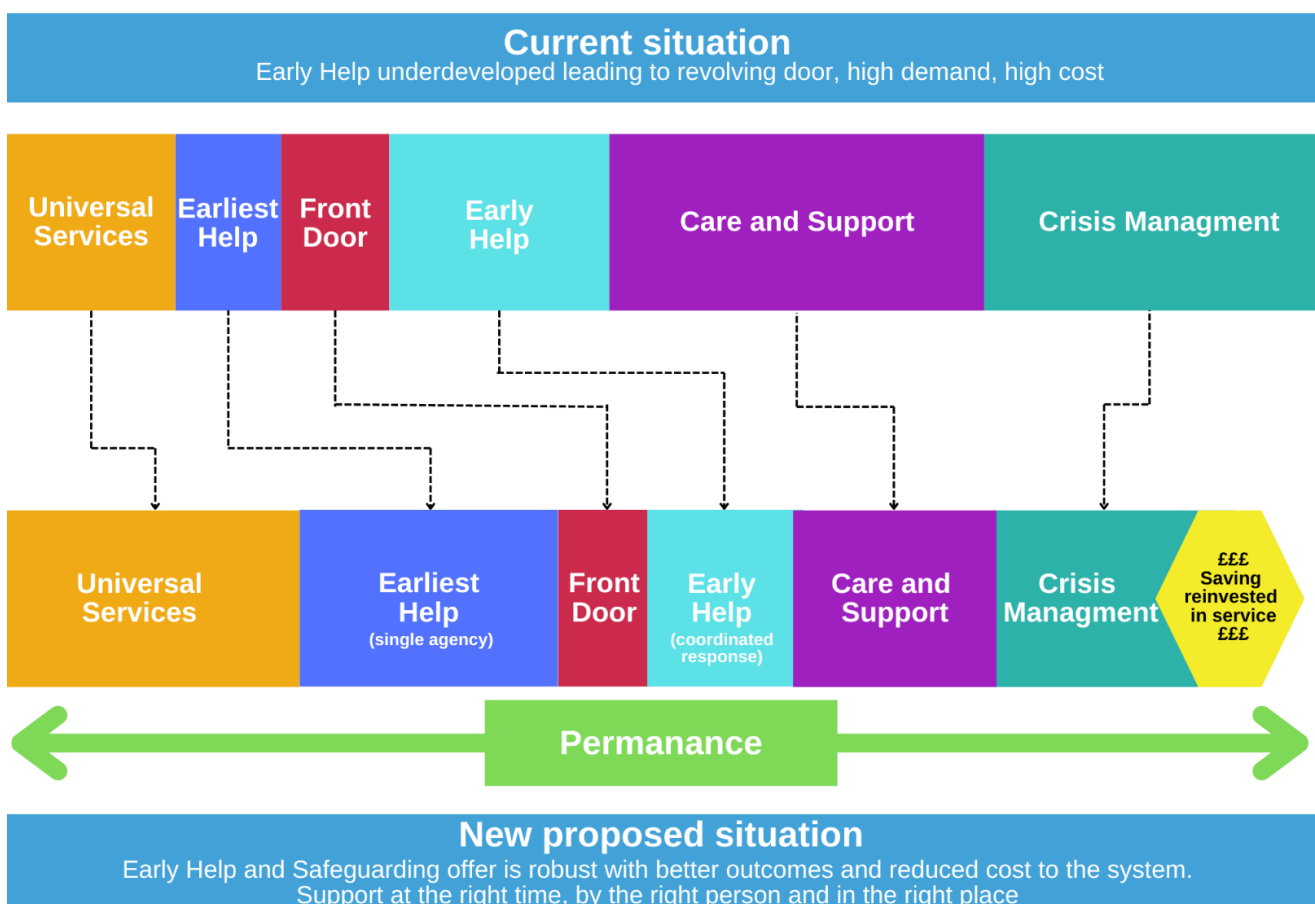 Current situation
Early Help underdeveloped leading to revolving door, high demand, high cost
Universal
Services
Earliest
Help
Front
Door
Early
Help
Care and Support
Crisis Managment
Universal
Services
Earliest
Help
(single agency)
Front
Door
Early
Help
(coordinated
response)
Care and
Support
Crisis
Managment
£££
Saving
reinvested
in service
£££
Permanance
New proposed situation
Early Help and Safeguarding offer is robust with better outcomes and reduced cost to the system.
Support at the right time, by the right person and in the right place